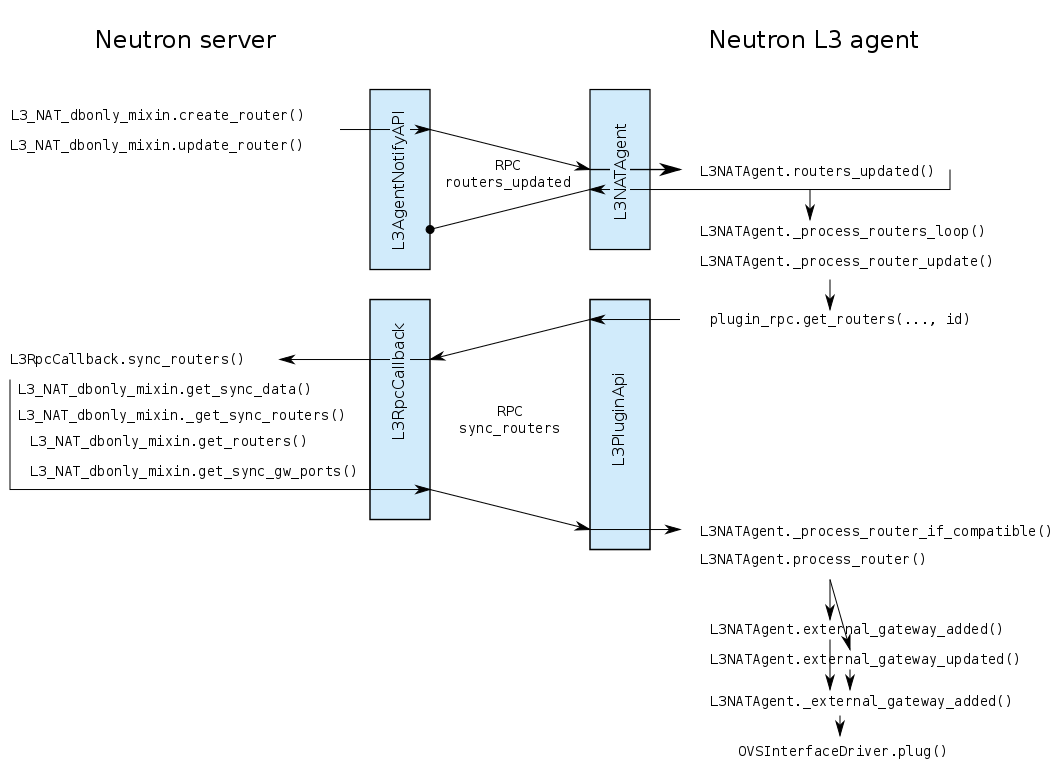 Neutron server
Neutron L3 agent
L3_NAT_dbonly_mixin.create_router()
L3_NAT_dbonly_mixin.update_router()
L3AgentNotifyAPI
RPC
routers_updated
L3NATAgent
L3NATAgent.routers_updated()
L3NATAgent._process_routers_loop()
L3NATAgent._process_router_update()
plugin_rpc.get_routers(..., id)
L3RpcCallback.sync_routers()
L3_NAT_dbonly_mixin.get_sync_data()
L3_NAT_dbonly_mixin._get_sync_routers()
L3_NAT_dbonly_mixin.get_routers()
L3_NAT_dbonly_mixin.get_sync_gw_ports()
L3RpcCallback
RPC
sync_routers
L3PluginApi
L3NATAgent._process_router_if_compatible()
L3NATAgent.process_router()
L3NATAgent.external_gateway_added()
L3NATAgent.external_gateway_updated()
L3NATAgent._external_gateway_added()
OVSInterfaceDriver.plug()